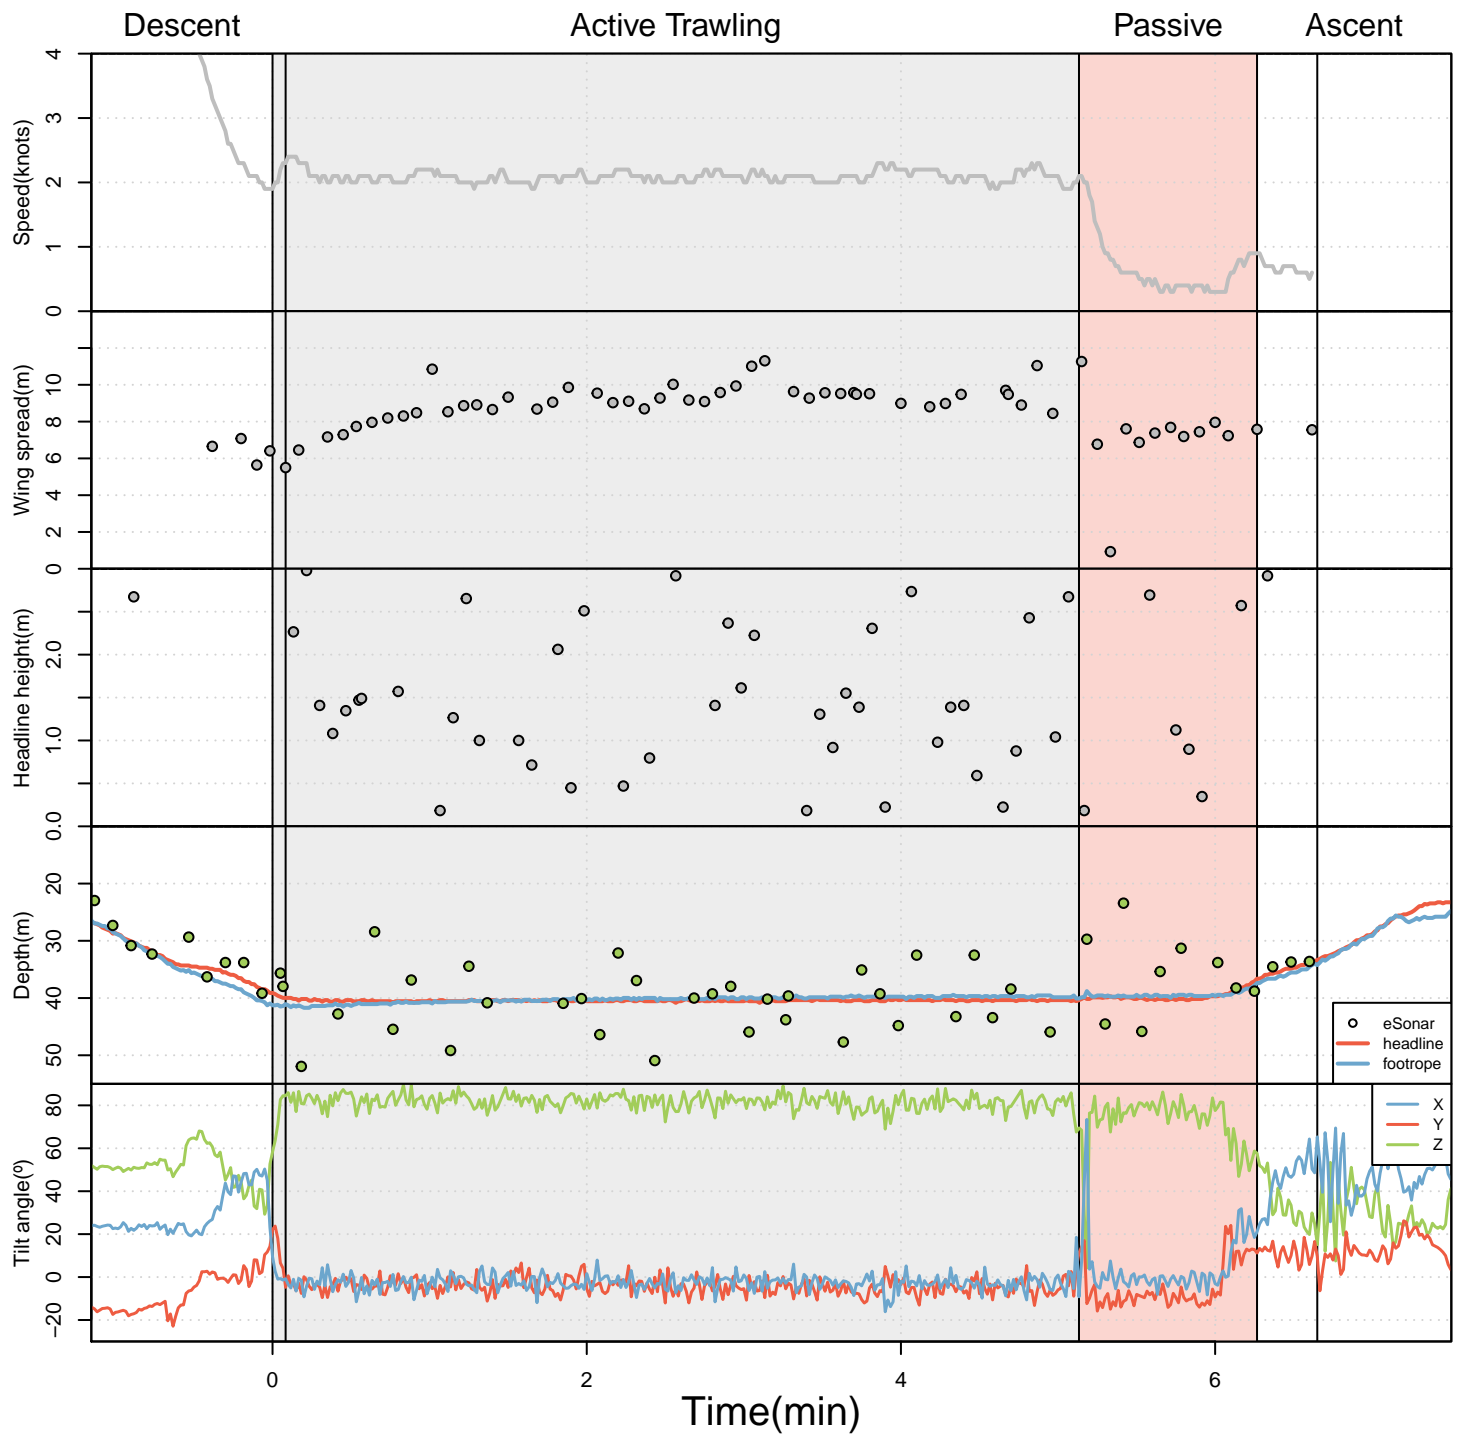 Descent Active Trawling Passive Ascent
Speed(knots)
4
3
2
1
0
Wing spread(m)
10
8
6
4
2
0
Headline height(m)
2.0
1.0
0.0
Depth(m)
20
30
40
50
eSonar
headline
footrope
Tilt angle(º)
80
60
40
20
0
−20
X
Y
Z
0 2 4 6
Time(min)